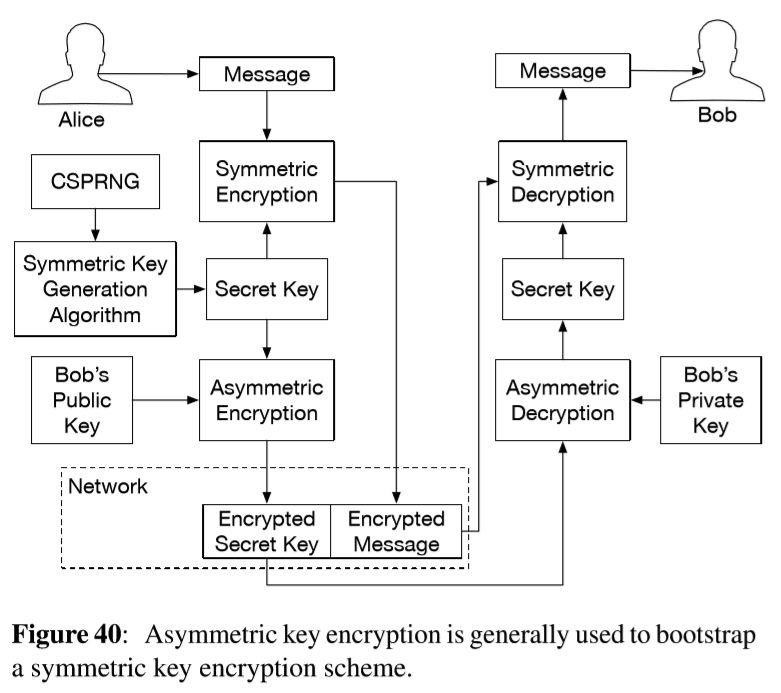 Alice
Message
CSPRNG
Symmetric
Encryption
Symmetric Key
Generation
Algorithm
Secret Key
Bob's
Public
Key
Asymmetric
Encryption
Network
Encrypted
Secret Key
Encrypted
Message
Message
Bob
Symmetric
Decryption
Secret Key
Asymmetric
Decryption
Bob's
Private
Key
Figure 40: Asymmetric key encryption is generally used to bootstrap
a symmetric key encryption scheme.